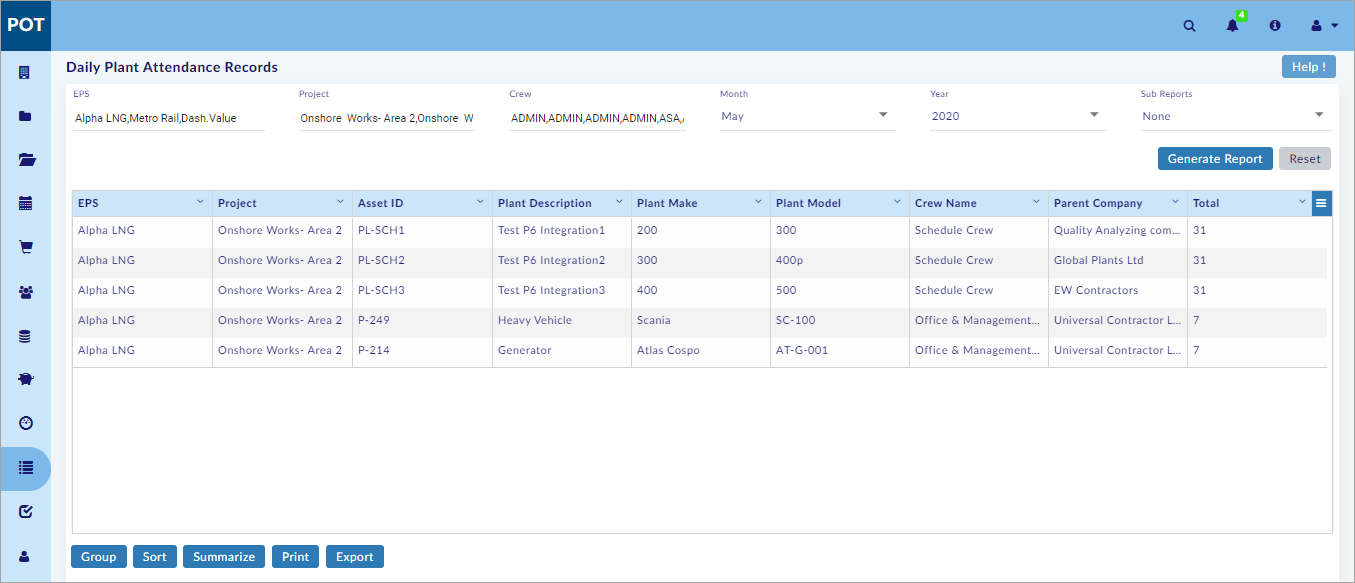 POT
4
Daily Plant Attendance Records Help !
EPS Project Crew Month Year Sub Reports
Alpha LNG,Metro Rail,Dash.Value Onshore Works- Area 2,Onshore W ADMIN,ADMIN,ADMIN,ADMIN,ASA, May 2020 None
Generate Report Reset
EPS Project Asset ID Plant Description Plant Make Plant Model Crew Name Parent Company Total
Alpha LNG Onshore Works- Area 2 PL-SCH1 Test P6 Integration1 200 300 Schedule Crew Quality Analyzing com... 31
Alpha LNG Onshore Works- Area 2 PL-SCH2 Test P6 Integration2 300 400p Schedule Crew Global Plants Ltd 31
Alpha LNG Onshore Works- Area 2 PL-SCH3 Test P6 Integration3 400 500 Schedule Crew EW Contractors 31
Alpha LNG Onshore Works- Area 2 P-249 Heavy Vehicle Scania SC-100 Office & Management... Universal Contractor L... 7
Alpha LNG Onshore Works- Area 2 P-214 Generator Atlas Cospo AT-G-001 Office & Management... Universal Contractor L... 7
Group Sort Summarize Print Export